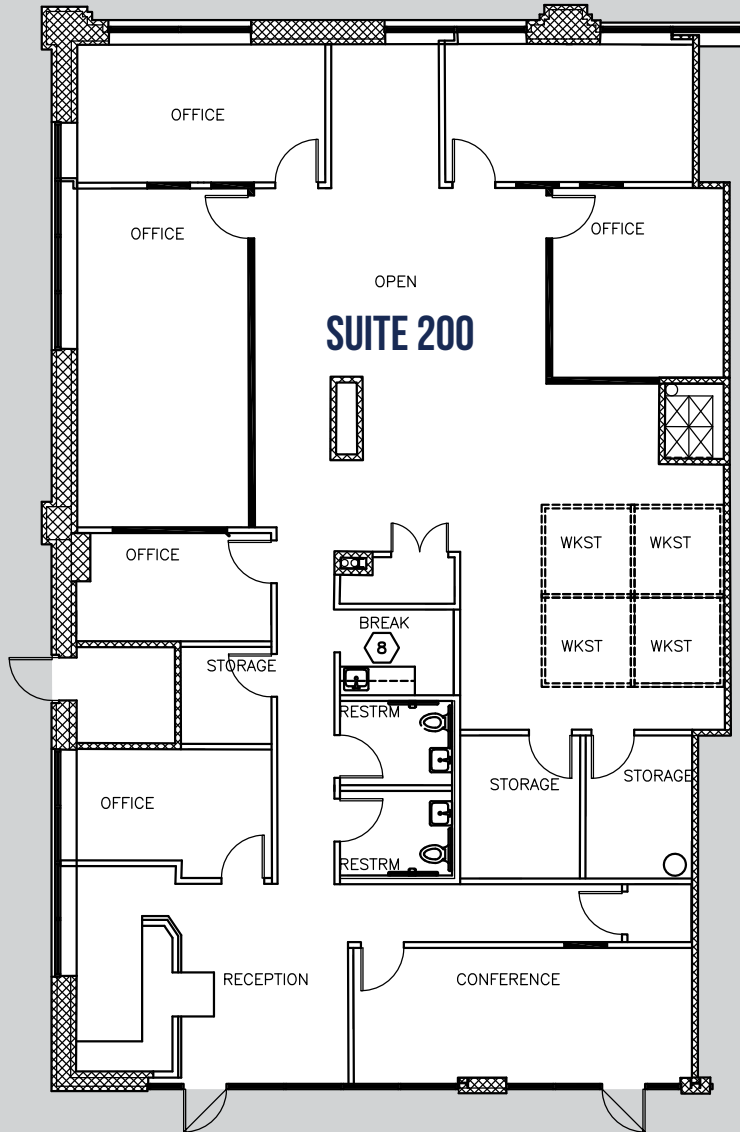 OFFICE
OFFICE
OFFICE
OPEN
SUITE 200
WKST
WKST
OFFICE
BREAK
8
WKST
WKST
STORAGE
RESTRM
STORAGE
STORAGE
OFFICE
RESTRM
RECEPTION
CONFERENCE